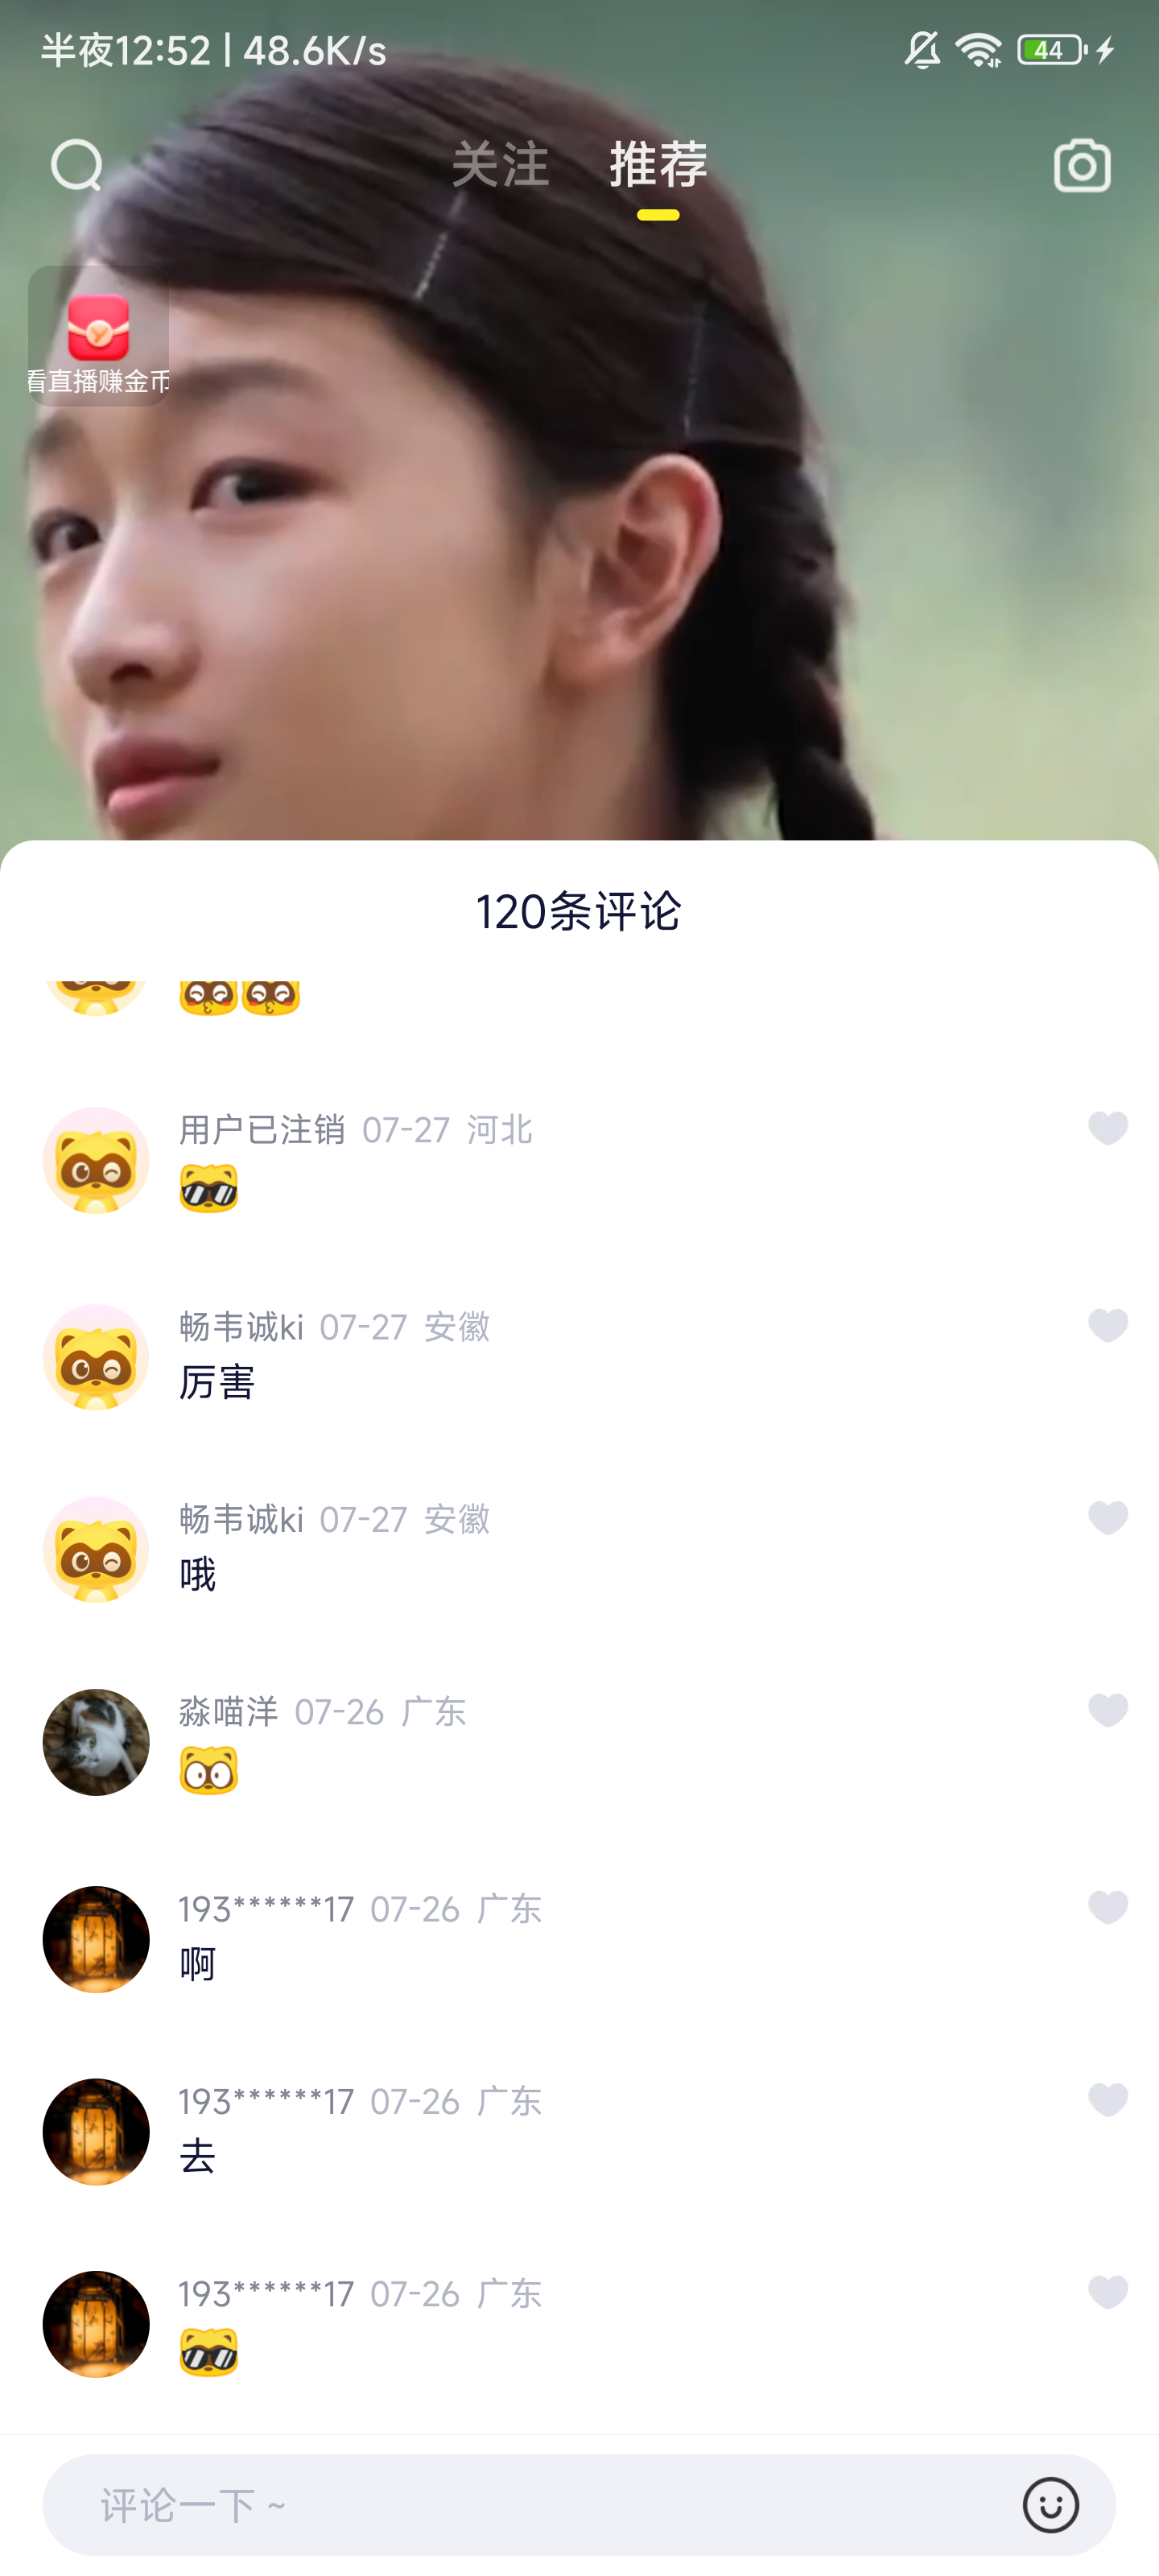 半夜12:52 | 48.6K/s
44
关注 推荐
看直播赚金币
120条评论
用户已注销 07-27 河北
畅韦诚ki 07-27 安徽
厉害
畅韦诚ki 07-27 安徽
哦
淼喵洋 07-26 广东
193******17 07-26 广东
啊
193******17 07-26 广东
去
193******17 07-26 广东
评论一下 ~